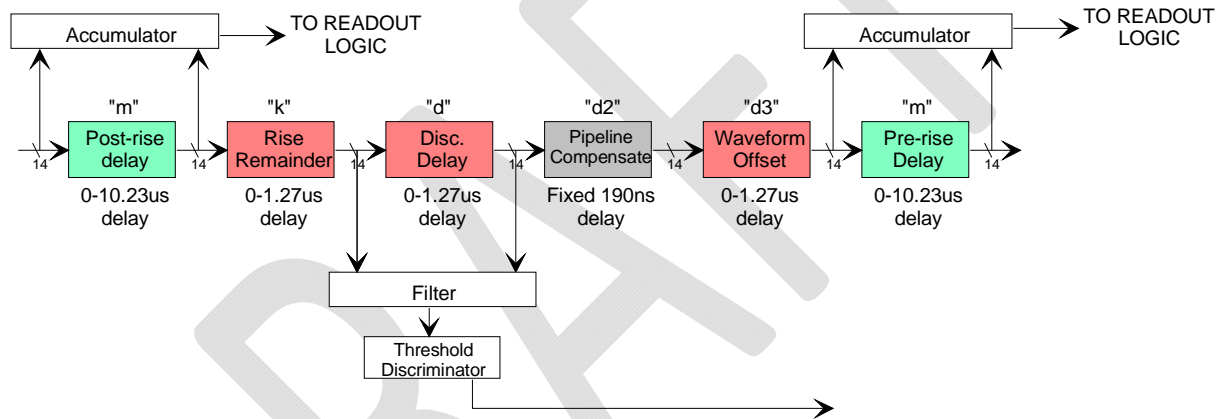 Accumulator
TO READOUT
LOGIC
Accumulator
TO READOUT
LOGIC
"m"
"k"
"d"
"d2"
"d3"
"m"
Post-rise
delay
Rise
Remainder
Disc.
Delay
Pipeline
Compensate
Waveform
Offset
Pre-rise
Delay
14
14
14
14
14
14
14
0-10.23us
delay
0-1.27us
delay
0-1.27us
delay
Fixed 190ns
delay
0-1.27us
delay
0-10.23us
delay
Filter
Threshold
Discriminator